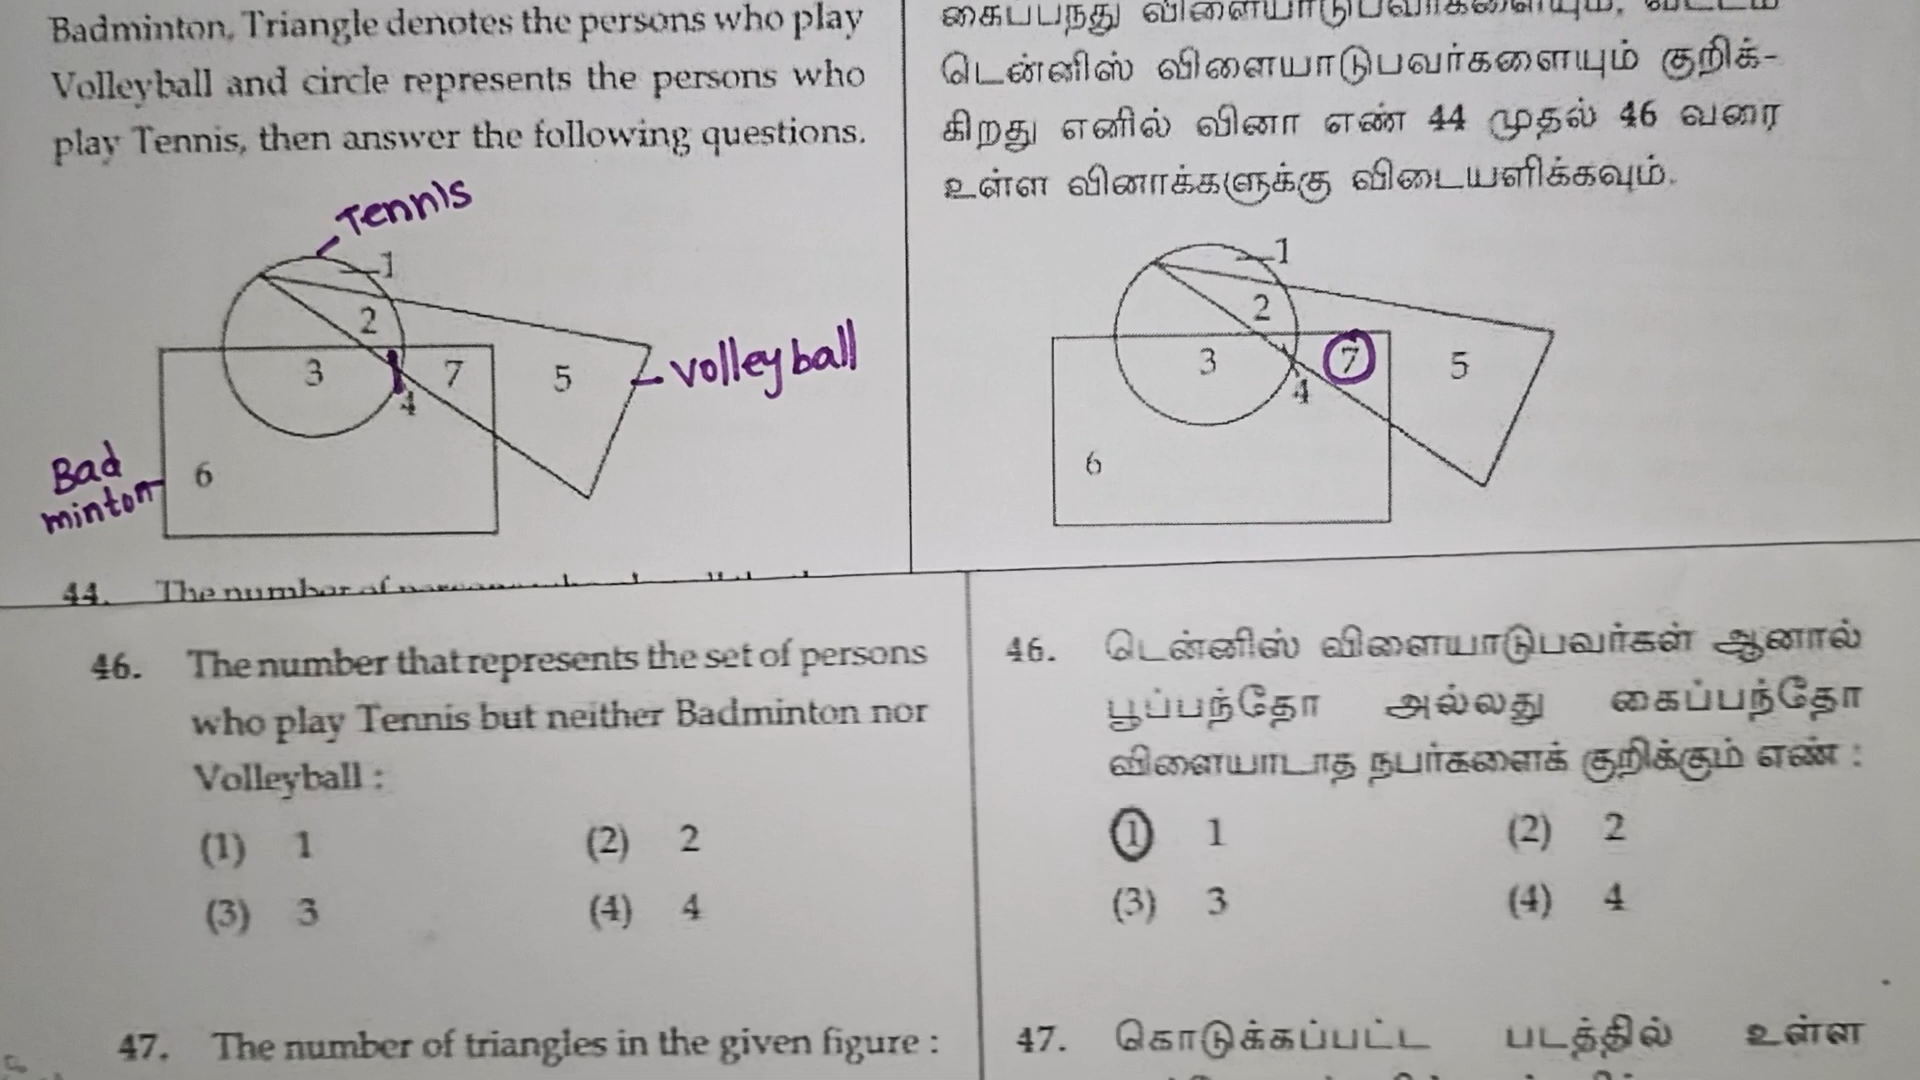 Badminton, Triangle denotes the persons who play
Volleyball and circle represents the persons who
play Tennis, then answer the following questions.
Tennis
1
2
3
7
5
4
6
Volleyball
Bad
minton
44. The number of
டென்னிஸ் விளையாடுபவர்களையும் குறிக்-
கிறது எனில் வினா எண் 44 முதல் 46 வரை
உள்ள வினாக்களுக்கு விடையளிக்கவும்.
1
2
3
7
5
4
6
46. The number that represents the set of persons
who play Tennis but neither Badminton nor
Volleyball :
(1) 1 (2) 2
(3) 3 (4) 4
47. The number of triangles in the given figure :
46. டென்னிஸ் விளையாடுபவர்கள் ஆனால்
பூப்பந்தோ அல்லது கைப்பந்தோ
விளையாடாத நபர்களைக் குறிக்கும் எண் :
(1) 1 (2) 2
(3) 3 (4) 4
47. கொடுக்கப்பட்ட படத்தில் உள்ள